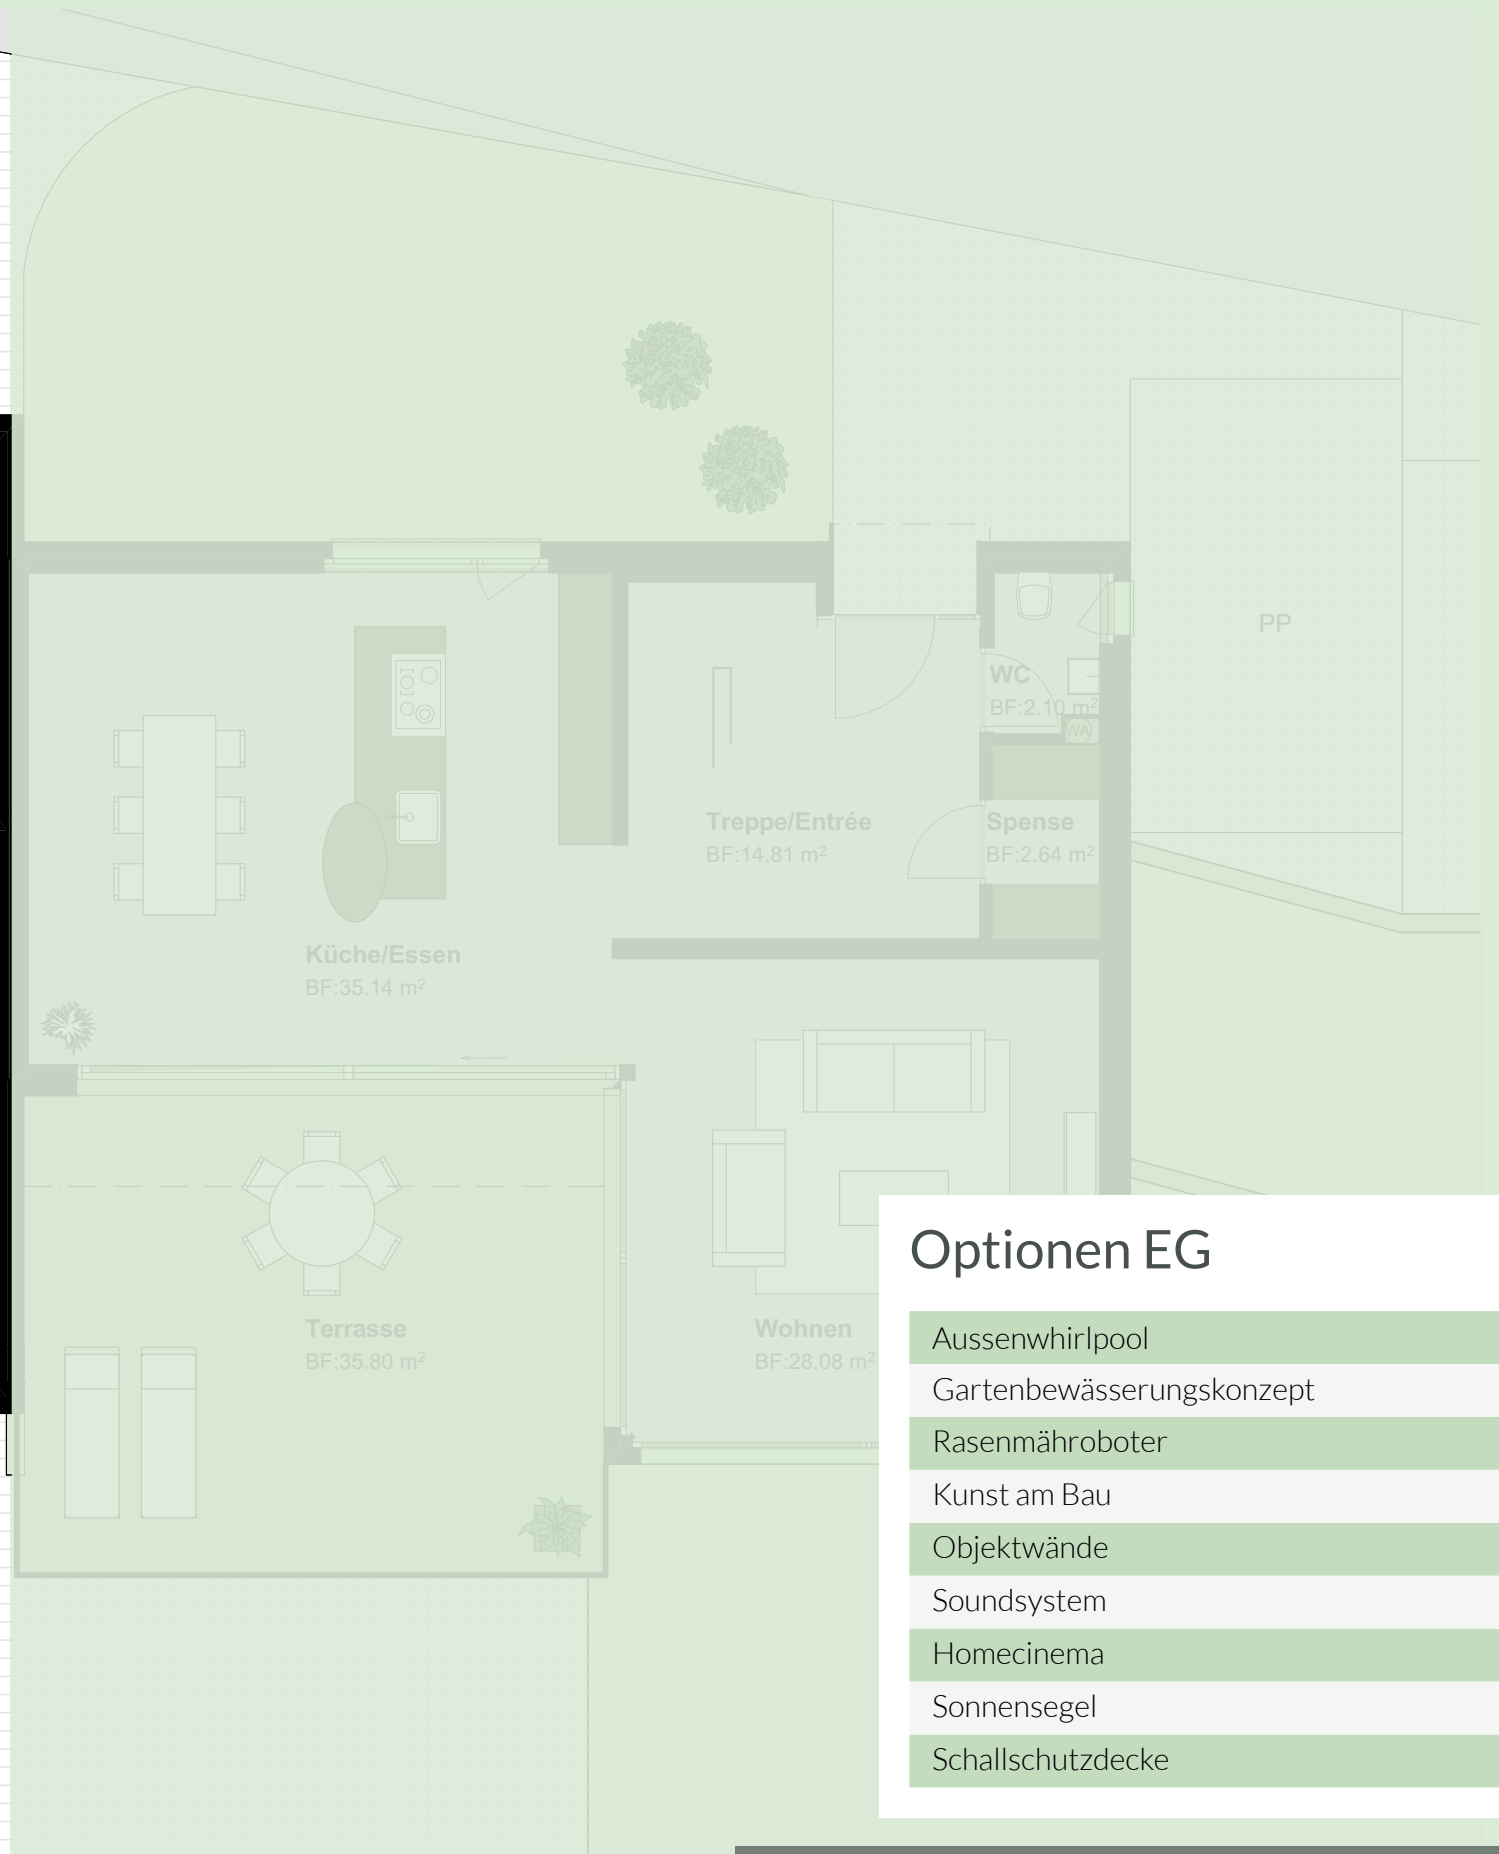 PP
WC
BF:2.10 m²
WA
Treppe/Entrée
BF:14.81 m²
Spense
BF:2.64 m²
Küche/Essen
BF:35.14 m²
Terrasse
BF:35.80 m²
Wohnen
BF:28.08 m²
Optionen EG
Aussenwhirlpool
Gartenbewässerungskonzept
Rasenmähroboter
Kunst am Bau
Objektwände
Soundsystem
Homecinema
Sonnensegel
Schallschutzdecke